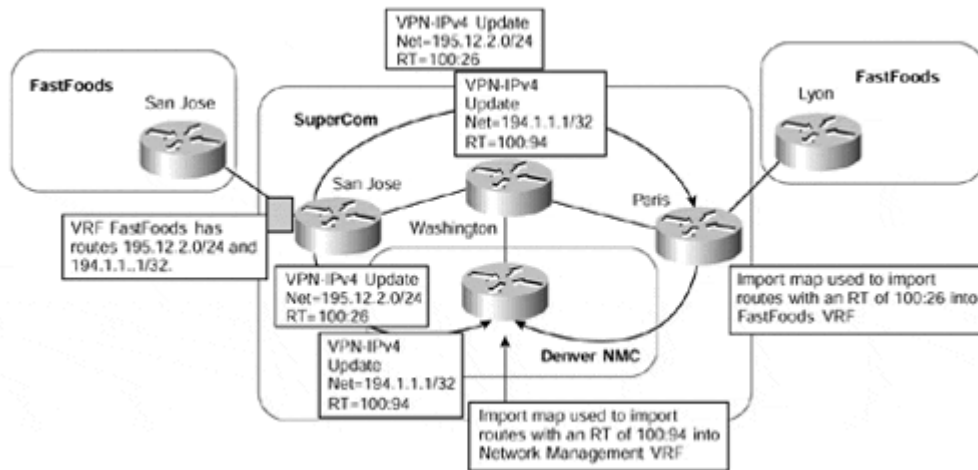 VPN-IPv4 Update
Net=195.12.2.0/24
RT=100:26
VPN-IPv4
Update
Net=194.1.1.1/32
RT=100:94
FastFoods
San Jose
SuperCom
FastFoods
Lyon
San Jose
Washington
Paris
VRF FastFoods has
routes 195.12.2.0/24 and
194.1.1..1/32.
VPN-IPv4 Update
Net=195.12.2.0/24
RT=100:26
VPN-IPv4
Update
Net=194.1.1.1/32
RT=100:94
Denver NMC
Import map used to import
routes with an RT of 100:26 into
FastFoods VRF
Import map used to import
routes with an RT of 100:94 into
Network Management VRF